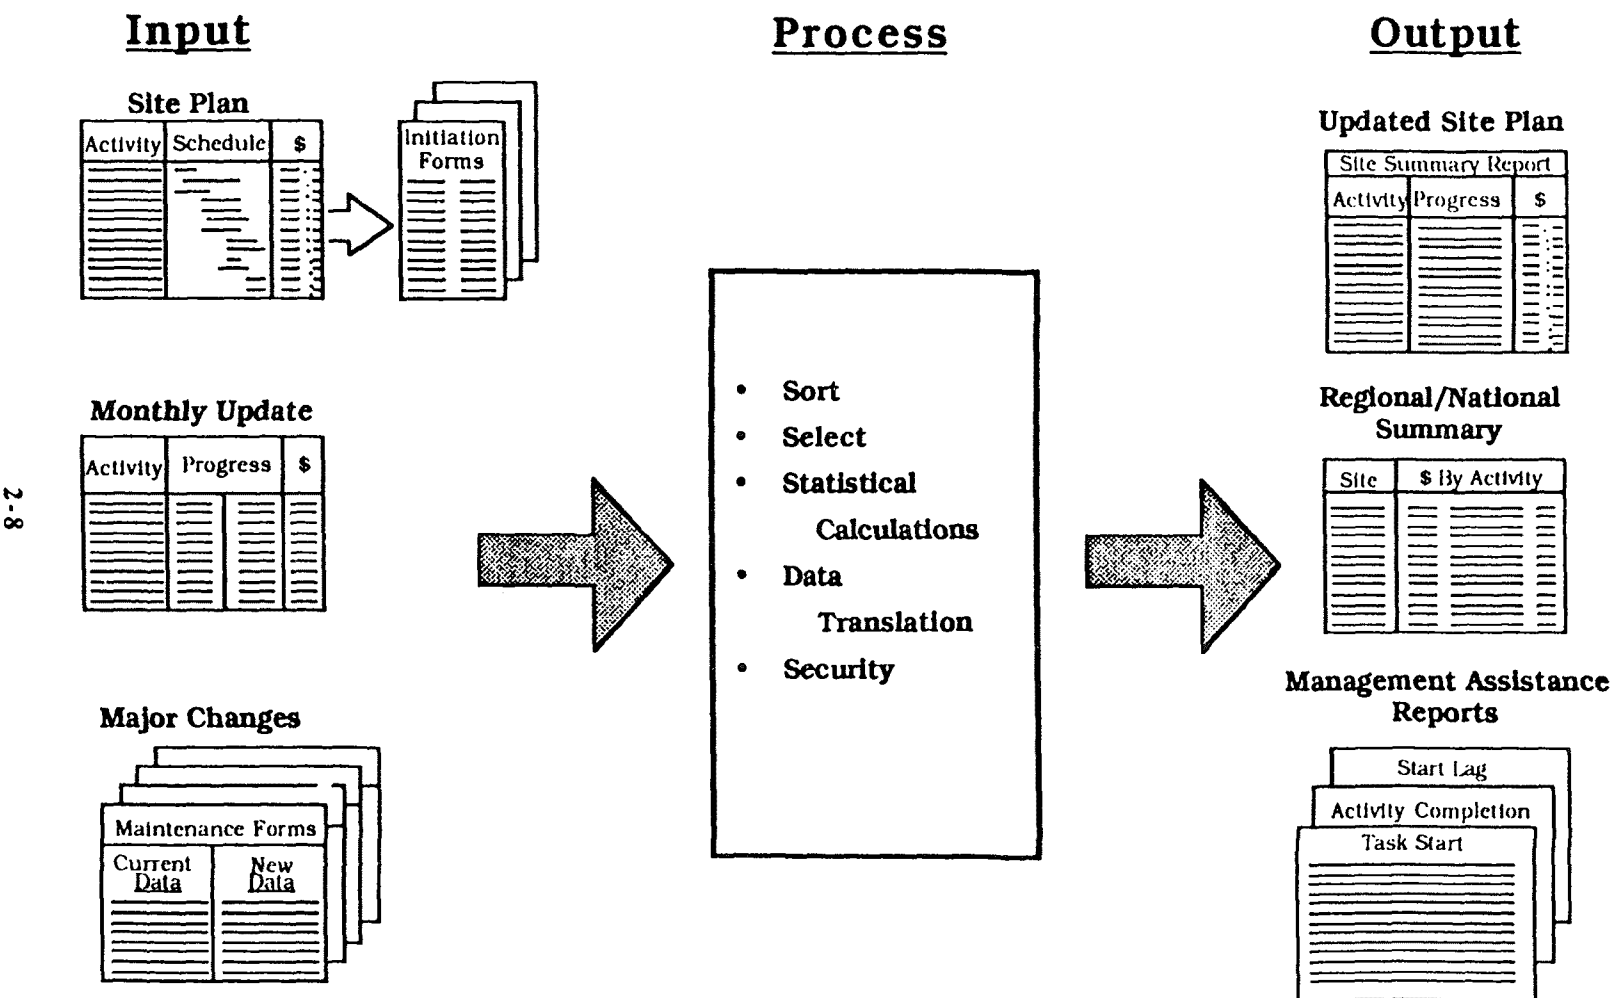 Input
Site Plan
Activity Schedule $
Initiation
Forms
Monthly Update
Activity Progress $
Major Changes
Maintenance Forms
Current New
Data Data
2-8
Process
• Sort
• Select
• Statistical
Calculations
• Data
Translation
• Security
Output
Updated Site Plan
Site Summary Report
Activity Progress $
Regional/National
Summary
Site $ By Activity
Management Assistance
Reports
Start Lag
Activity Completion
Task Start